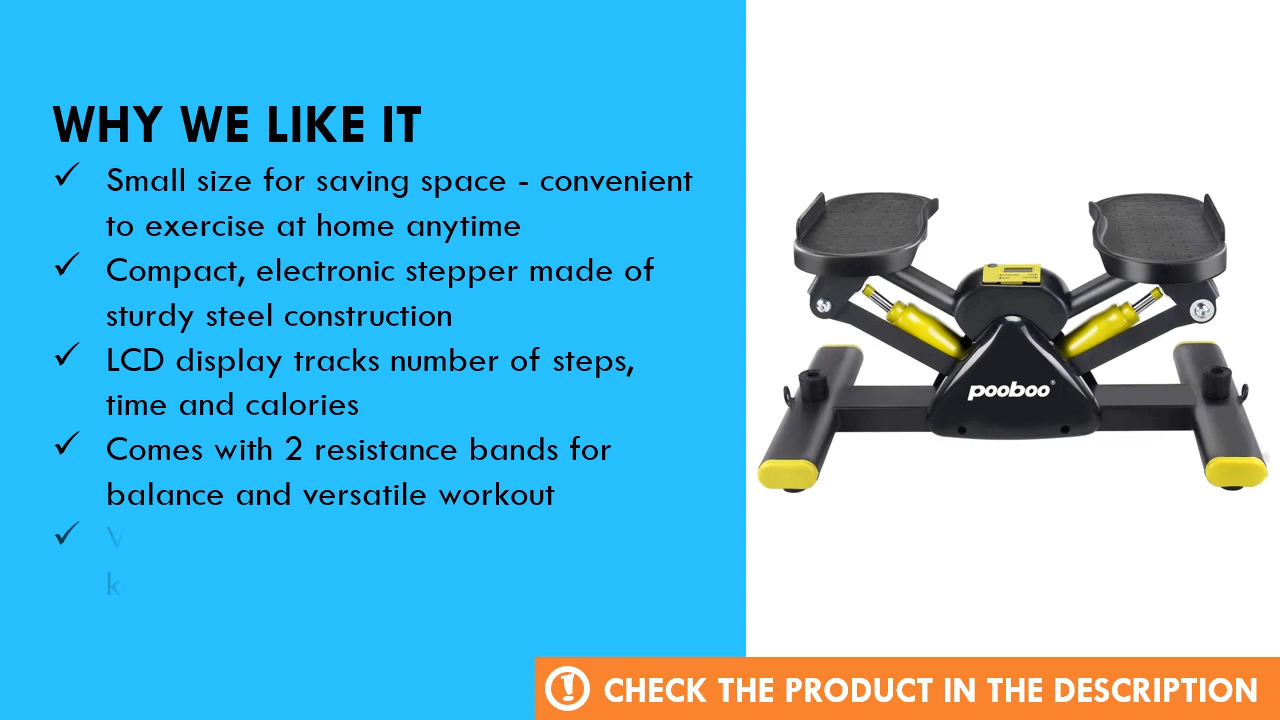 WHY WE LIKE IT
✓ Small size for saving space - convenient
to exercise at home anytime
✓ Compact, electronic stepper made of
sturdy steel construction
✓ LCD display tracks number of steps,
time and calories
✓ Comes with 2 resistance bands for
balance and versatile workout
✓
pooboo®
CHECK THE PRODUCT IN THE DESCRIPTION